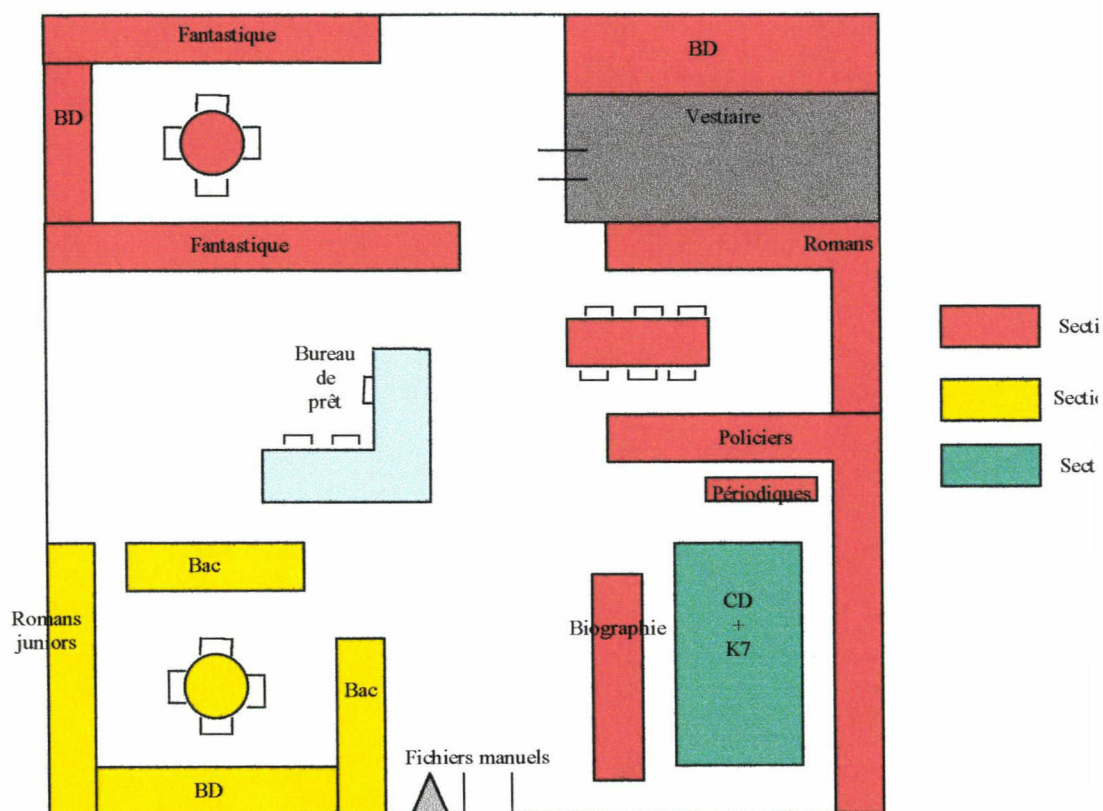 Fantastique
BD
BD
Vestiaire
Fantastique
Romans
Bureau
de
prêt
Policiers
Périodiques
Bac
Romans
juniors
Bac
BD
Biographie
CD
+
K7
Fichiers manuels
Secti
Sectio
Sect